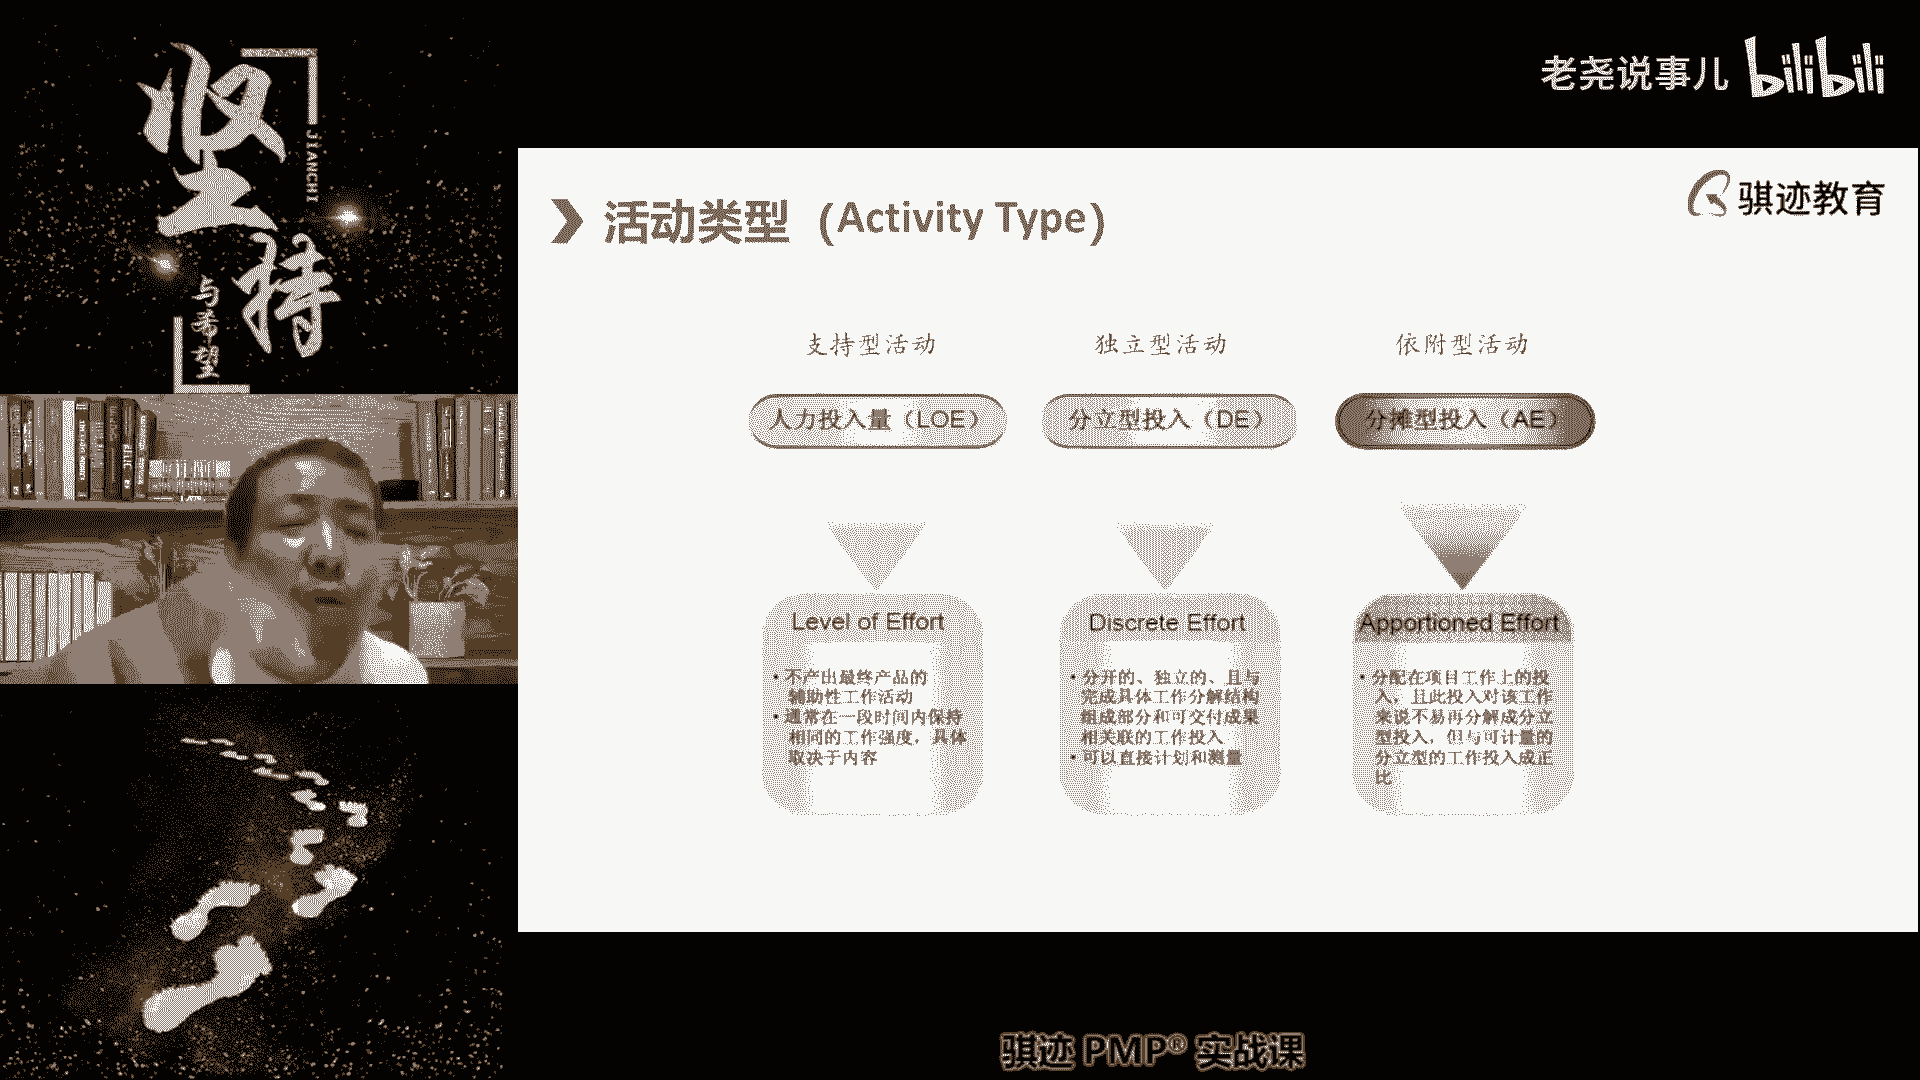 坚
持
JIANCHI
与
希
望
老尧说事儿 bilibili
骐迹教育
活动类型（Activity Type）
支持型活动
人力投入量（LOE）
Level of Effort
• 不产出最终产品的
辅助性工作活动
• 通常在一段时间内保持
相同的工作强度，具体
取决于内容
独立型活动
分立型投入（DE）
Discrete Effort
• 分开的、独立的、且与
完成具体工作分解结构
组成部分和可交付成果
相关联的工作投入
• 可以直接计划和测量
依附型活动
分摊型投入（AE）
Apportioned Effort
• 分配在项目工作上的投
入，且此投入对该工作
来说不易再分解成分立
型投入，但与可计量的
分立型的工作投入成正
比
骐迹 PMP® 实战课